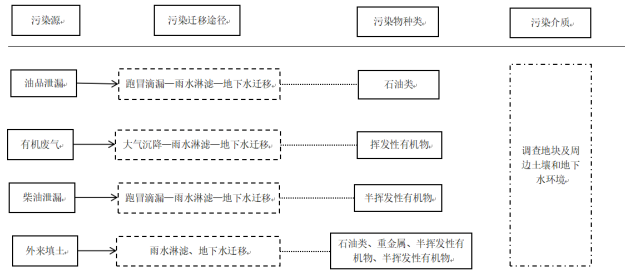 污染源
污染迁移途径
污染物种类
污染介质
油品泄漏
跑冒滴漏—雨水淋滤—地下水迁移
石油类
有机废气
大气沉降—雨水淋滤—地下水迁移
挥发性有机物
调查地块及周
边土壤和地下
水环境
柴油泄漏
跑冒滴漏—雨水淋滤—地下水迁移
半挥发性有机物
外来填土
雨水淋滤、地下水迁移
石油类、重金属、半挥发性有
机物、半挥发性有机物